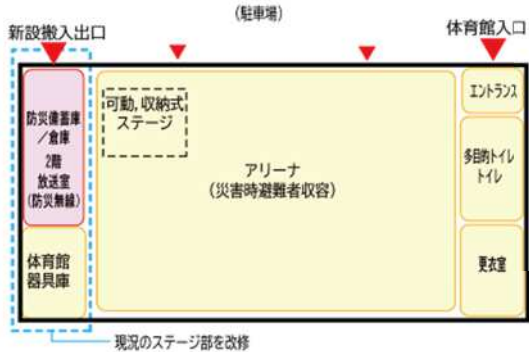 (駐車場)
新設搬入出口
体育館入口
防災備蓄庫
／倉庫
2階
放送室
(防災無線)
可動,収納式
ステージ
エントランス
アリーナ
(災害時避難者収容)
多目的トイレ
トイレ
体育館
器具庫
更衣室
現況のステージ部を改修